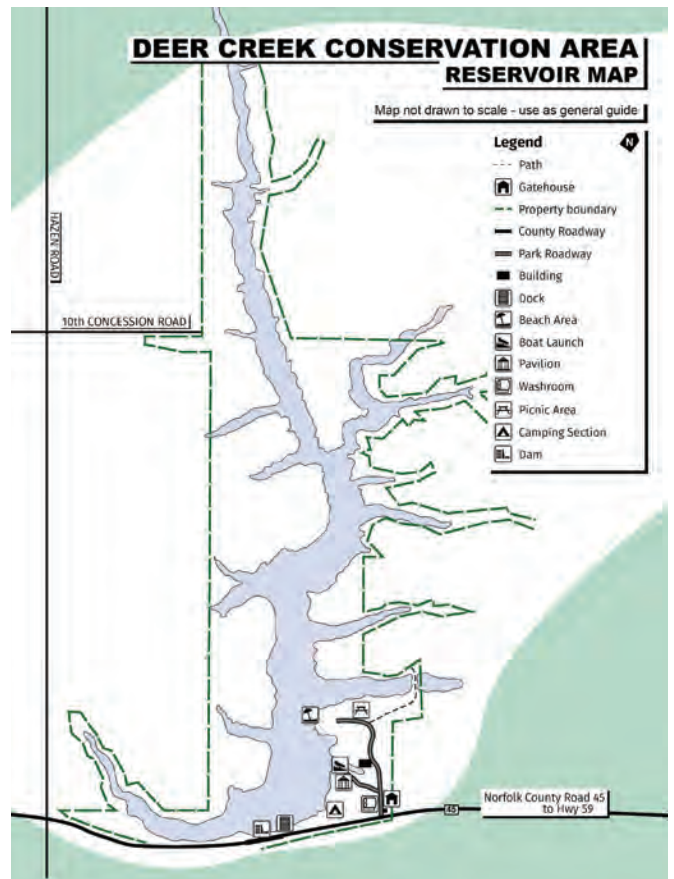 DEER CREEK CONSERVATION AREA
RESERVOIR MAP
Map not drawn to scale - use as general guide
Legend
N
Path
Gatehouse
Property boundary
County Roadway
Park Roadway
Building
Dock
Beach Area
Boat Launch
Pavilion
Washroom
Picnic Area
Camping Section
Dam
HAZEN ROAD
10th CONCESSION ROAD
45
Norfolk County Road 45
to Hwy 59